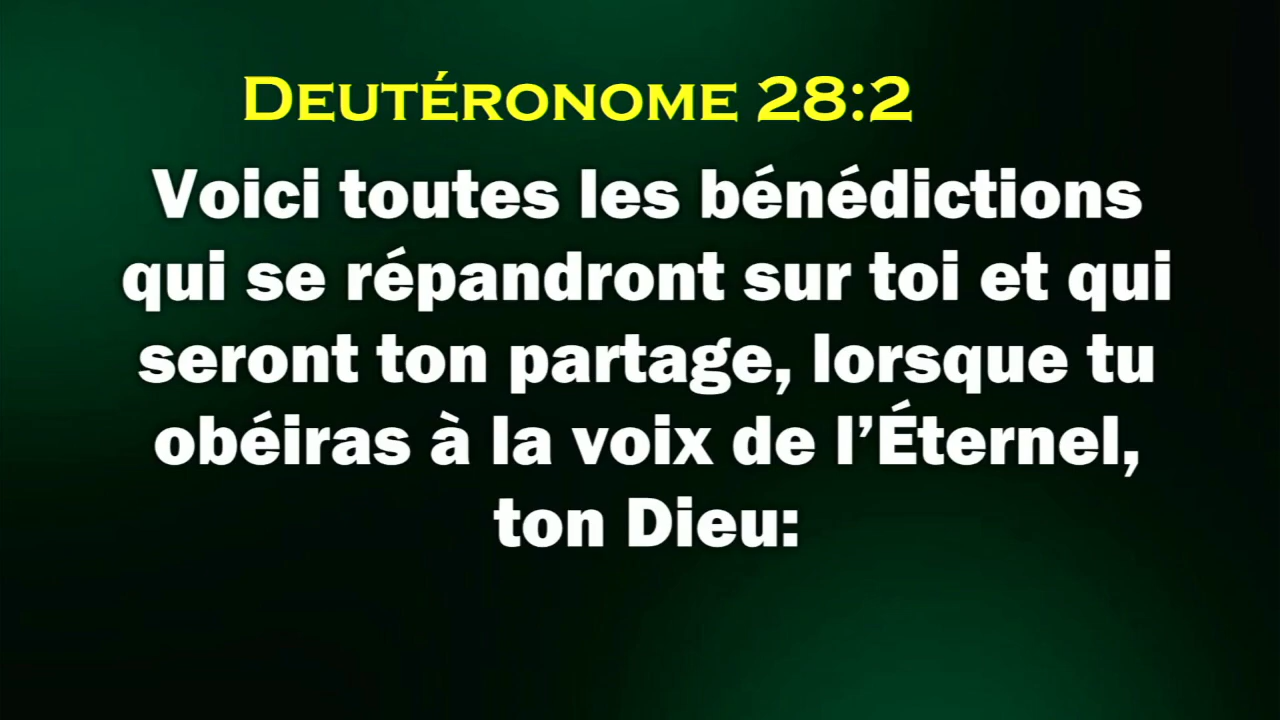 Deutéronome 28:2
Voici toutes les bénédictions
qui se répandront sur toi et qui
seront ton partage, lorsque tu
obéiras à la voix de l’Éternel,
ton Dieu: